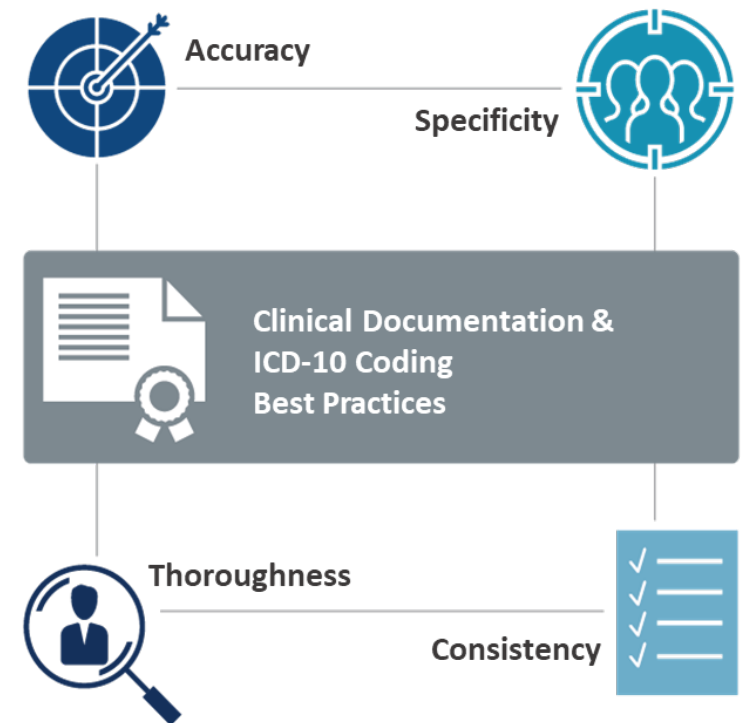 Accuracy
Specificity
Clinical Documentation &
ICD-10 Coding
Best Practices
Thoroughness
Consistency